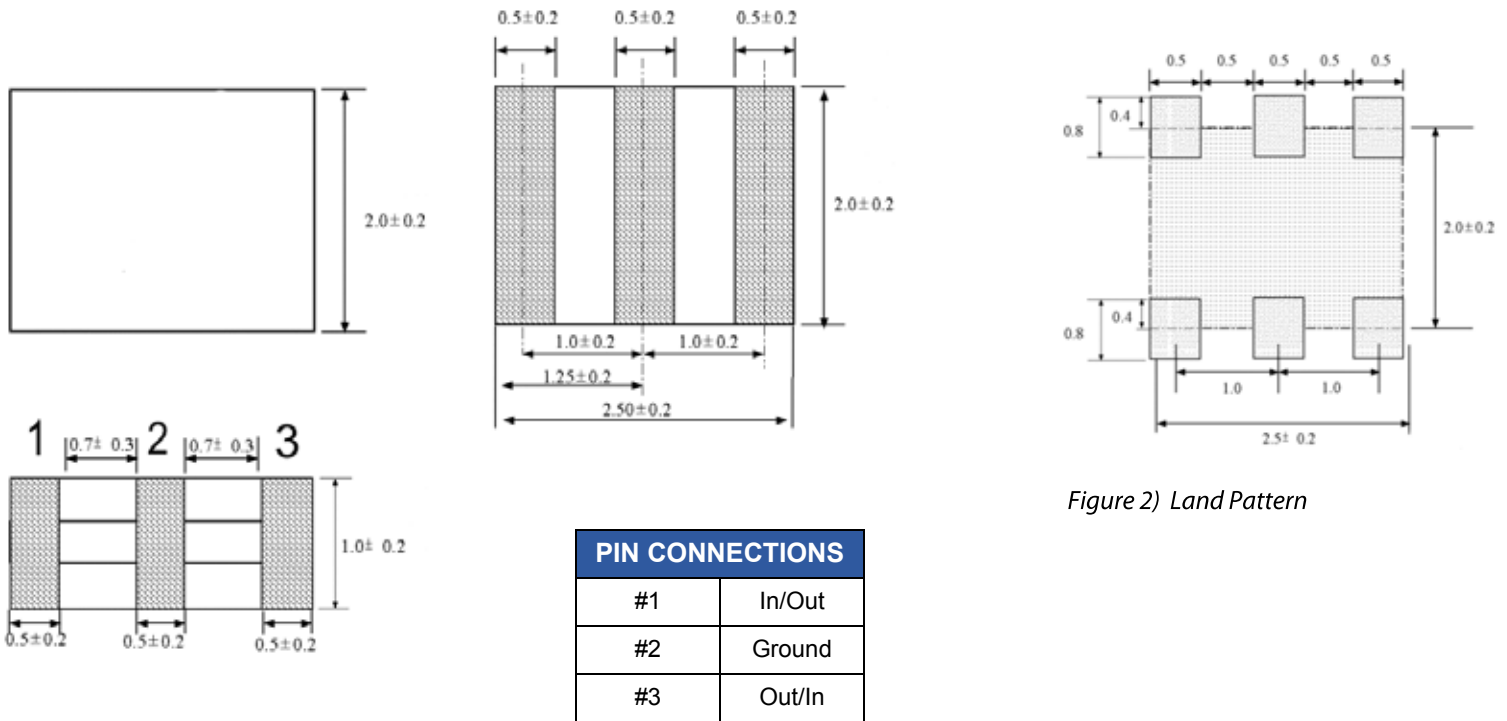 0.5±0.2 0.5±0.2 0.5±0.2
2.0±0.2
2.0±0.2
1.0±0.2 1.0±0.2
1.25±0.2
2.50±0.2
0.5 0.5 0.5 0.5 0.5
0.4
0.8
2.0±0.2
0.4
0.8
1.0 1.0
2.5± 0.2
Figure 2) Land Pattern
1 0.7± 0.3 2 0.7± 0.3 3
1.0± 0.2
0.5±0.2 0.5±0.2 0.5±0.2
PIN CONNECTIONS
#1 In/Out
#2 Ground
#3 Out/In